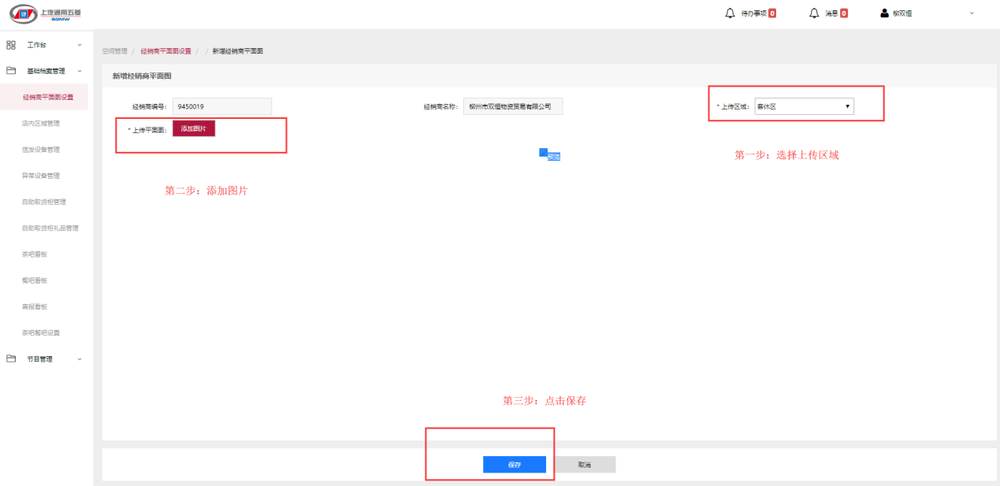 上汽通用五菱
SGMW
待办事项 0
消息 0
柳双恒
工作台
基础档案管理
经销商平面图设置
店内区域管理
信发设备管理
异常设备管理
自助取货柜管理
自助取货柜礼品管理
茶吧看板
餐吧看板
喜报看板
茶吧餐吧设置
节目管理
空间管理 / 经销商平面图设置 / / 新增经销商平面图
新增经销商平面图
经销商编号: 9450019
经销商名称: 柳州市双恒物资贸易有限公司
* 上传区域: 客休区
* 上传平面图: 添加图片
预览
第一步：选择上传区域
第二步：添加图片
第三步：点击保存
保存
取消